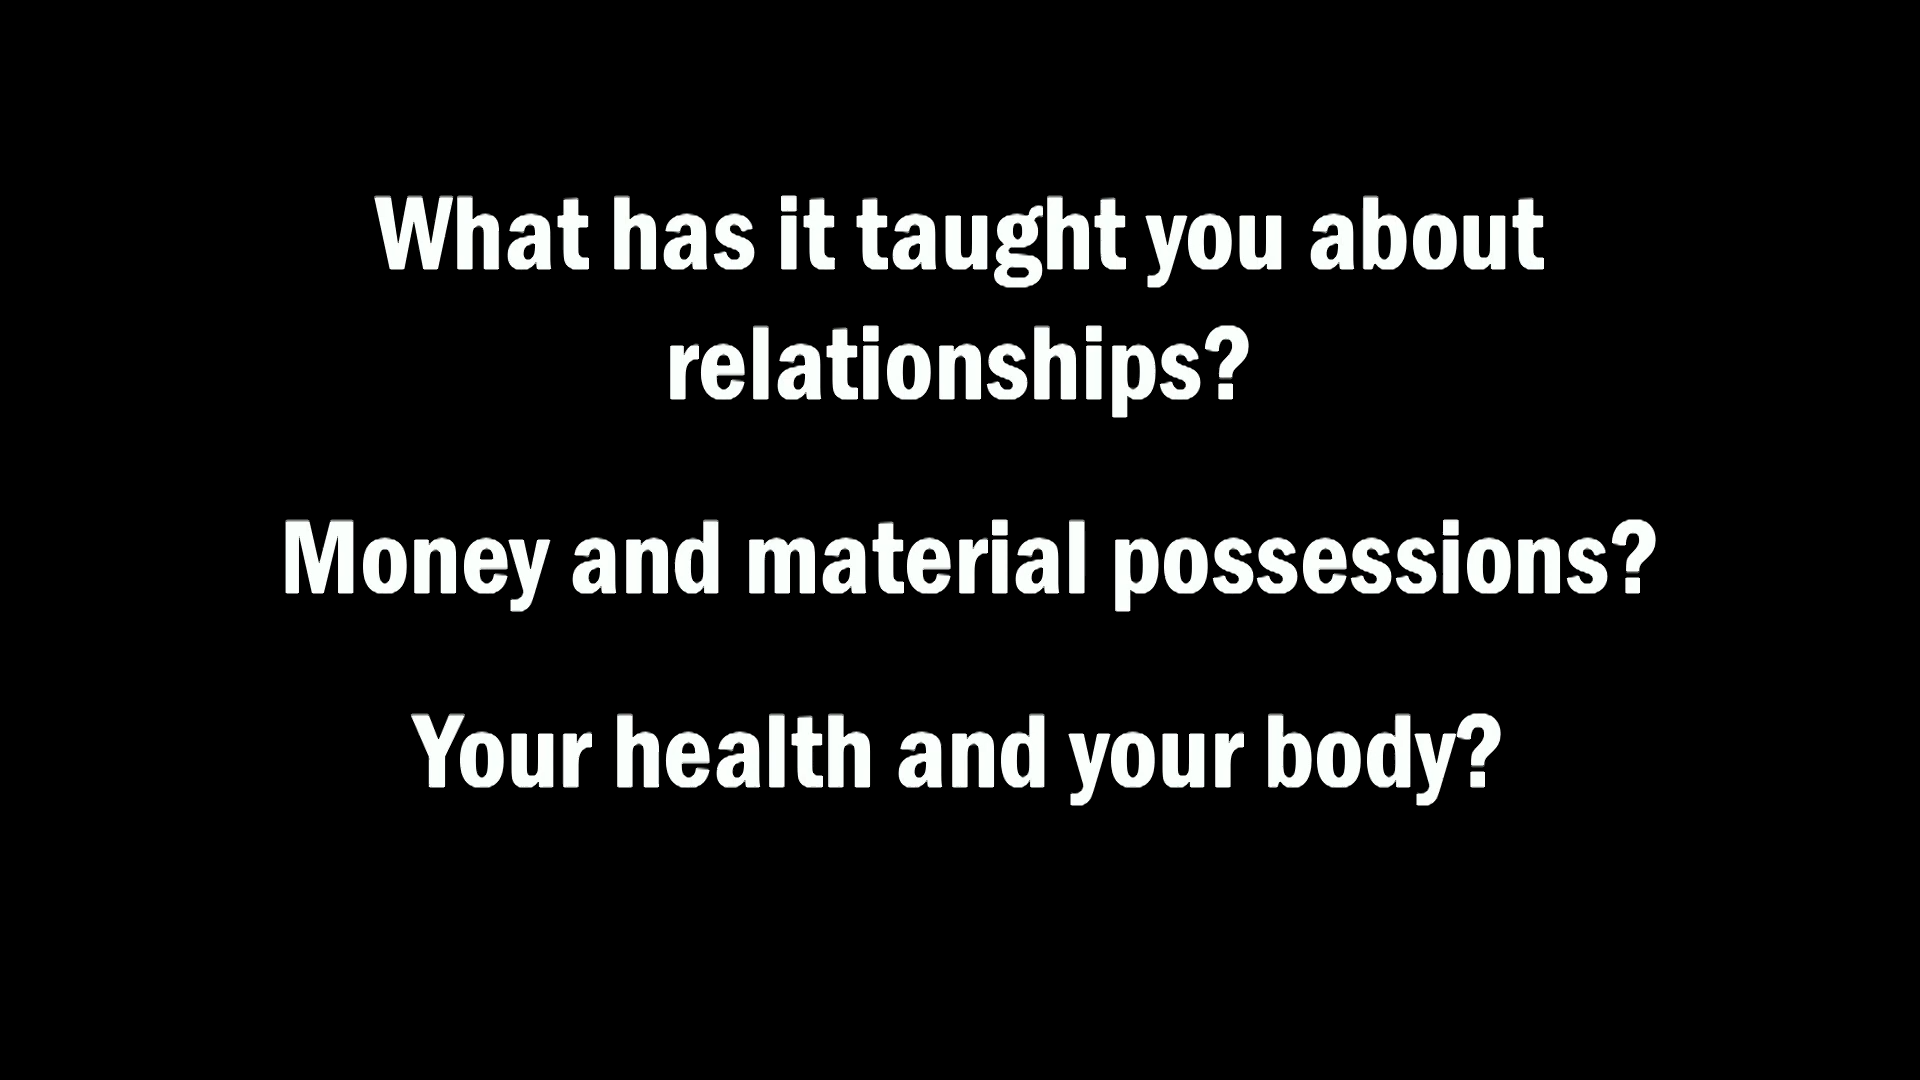 What has it taught you about
relationships?
Money and material possessions?
Your health and your body?